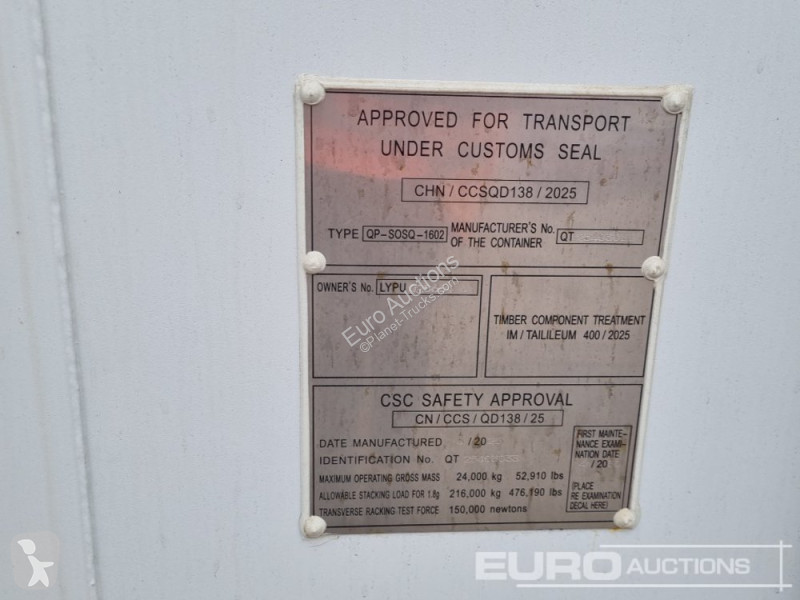 APPROVED FOR TRANSPORT
UNDER CUSTOMS SEAL
CHN / CCSQD138 / 2025
TYPE QP-SOSQ-1602 MANUFACTURER'S No. OF THE CONTAINER QT
OWNER'S No. LYPU
TIMBER COMPONENT TREATMENT
IM / TAILILEUM 400 / 2025
Euro Auctions
©Planet-Trucks.com
CSC SAFETY APPROVAL
CN / CCS / QD138 / 25
DATE MANUFACTURED / 20
IDENTIFICATION No. QT
MAXIMUM OPERATING GROSS MASS 24,000 kg 52,910 lbs
ALLOWABLE STACKING LOAD FOR 1.8g 216,000 kg 476,190 lbs
TRANSVERSE RACKING TEST FORCE 150,000 newtons
FIRST MAINTE-
NANCE EXAMI-
NATION DATE
/ 20
(PLACE
RE EXAMINATION
DECAL HERE)
EURO AUCTIONS